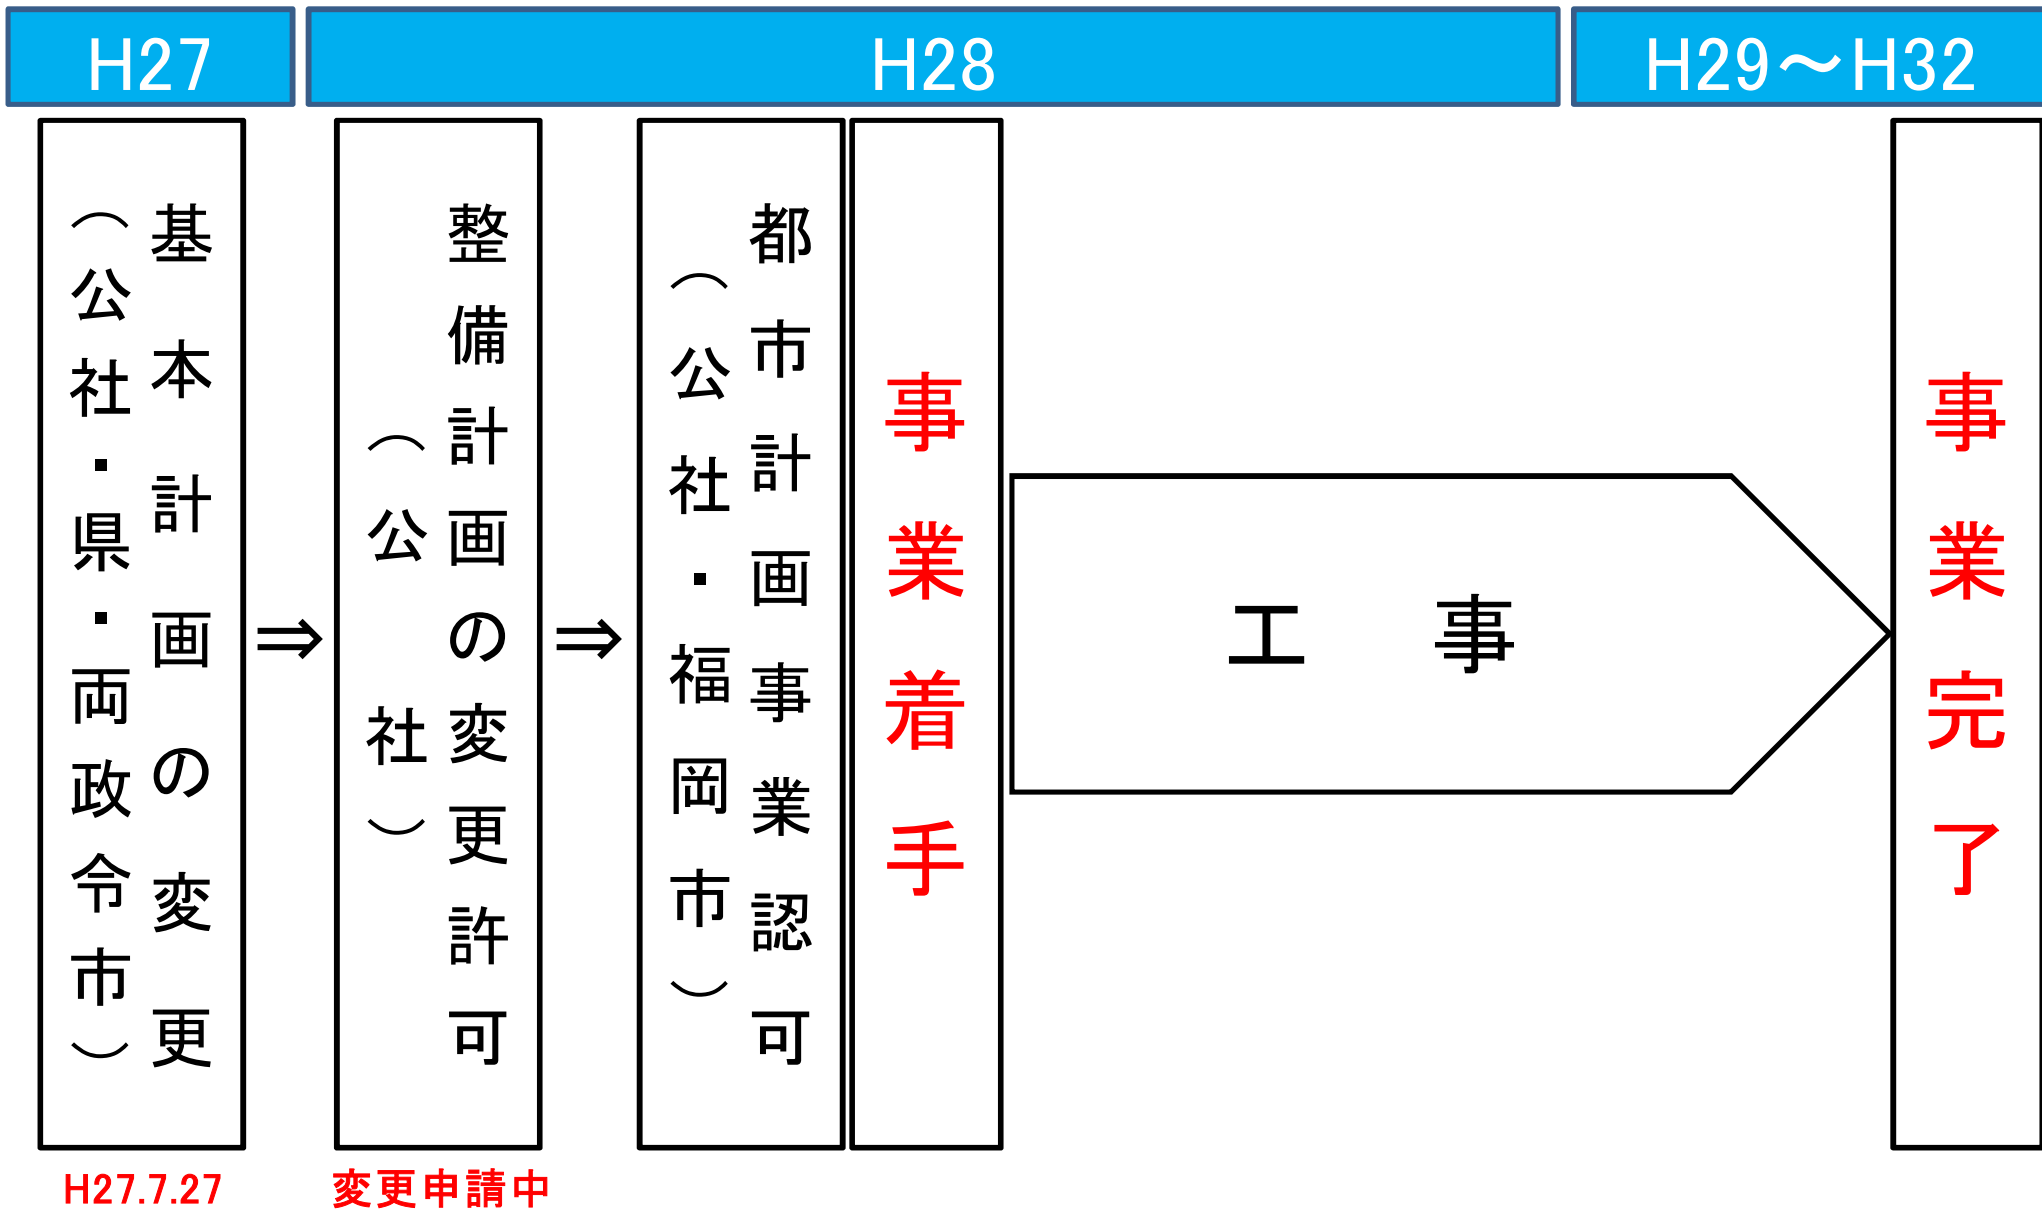 H27
H28
H29～H32
基本計画の変更
（公社・県・両政令市）
⇒
整備計画の変更許可
（公社）
⇒
都市計画事業認可
（公社・福岡市）
事業着手
工事
事業完了
H27.7.27
変更申請中